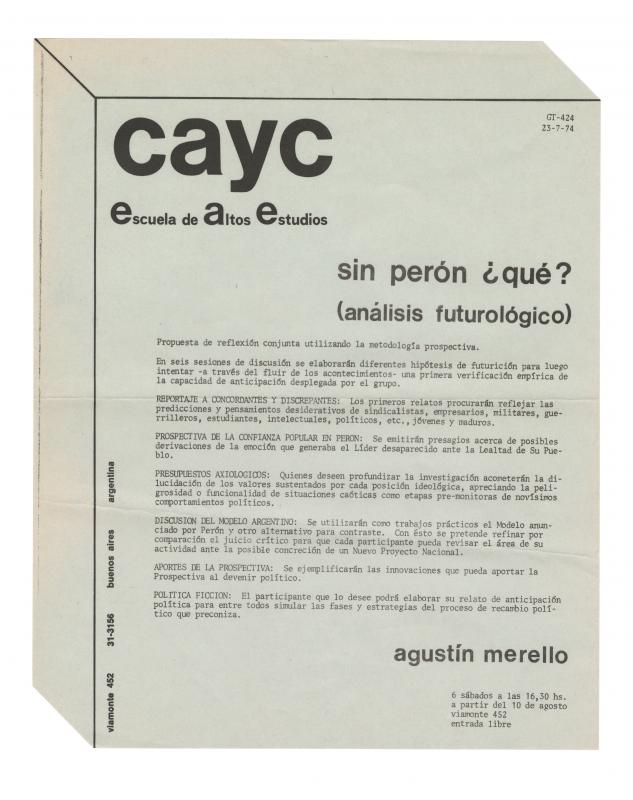 GT-424
23-7-74
cayc
escuela de altos estudios
sin perón ¿qué?
(análisis futurológico)
Propuesta de reflexión conjunta utilizando la metodología prospectiva.
En seis sesiones de discusión se elaborarán diferentes hipótesis de futurición para luego
intentar -a través del fluir de los acontecimientos- una primera verificación empírica de
la capacidad de anticipación desplegada por el grupo.
REPORTAJE A CONCORDANTES Y DISCREPANTES: Los primeros relatos procurarán reflejar las
predicciones y pensamientos desiderativos de sindicalistas, empresarios, militares, gue-
rrilleros, estudiantes, intelectuales, políticos, etc., jóvenes y maduros.
PROSPECTIVA DE LA CONFIANZA POPULAR EN PERON: Se emitirán presagios acerca de posibles
derivaciones de la emoción que generaba el Líder desaparecido ante la Lealtad de Su Pue-
blo.
PRESUPUESTOS AXIOLOGICOS: Quienes deseen profundizar la investigación acometerán la di-
lucidación de los valores sustentados por cada posición ideológica, apreciando la peli-
grosidad o funcionalidad de situaciones caóticas como etapas pre-monitoras de novísimos
comportamientos políticos.
DISCUSION DEL MODELO ARGENTINO: Se utilizarán como trabajos prácticos el Modelo anun-
ciado por Perón y otro alternativo para contraste. Con ésto se pretende refinar por
comparación el juicio crítico para que cada participante pueda revisar el área de su
actividad ante la posible concreción de un Nuevo Proyecto Nacional.
APORTES DE LA PROSPECTIVA: Se ejemplificarán las innovaciones que pueda aportar la
Prospectiva al devenir político.
POLITICA FICCION: El participante que lo desee podrá elaborar su relato de anticipación
política para entre todos simular las fases y estrategias del proceso de recambio polí-
tico que preconiza.
agustín merello
6 sábados a las 16,30 hs.
a partir del 10 de agosto
viamonte 452
entrada libre
viamonte 452 31-3156 buenos aires argentina